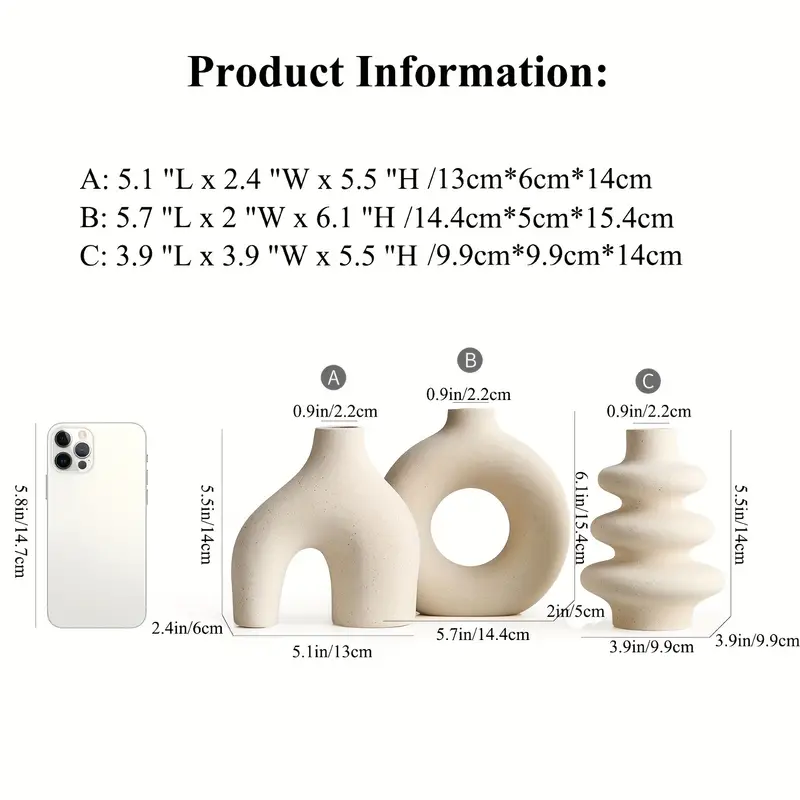 Product Information:
A: 5.1 "L x 2.4 "W x 5.5 "H /13cm*6cm*14cm
B: 5.7 "L x 2 "W x 6.1 "H /14.4cm*5cm*15.4cm
C: 3.9 "L x 3.9 "W x 5.5 "H /9.9cm*9.9cm*14cm
A
B
C
0.9in/2.2cm
0.9in/2.2cm
0.9in/2.2cm
5.8in/14.7cm
5.5in/14cm
6.1in/15.4cm
5.5in/14cm
2.4in/6cm
5.1in/13cm
5.7in/14.4cm
2in/5cm
3.9in/9.9cm
3.9in/9.9cm